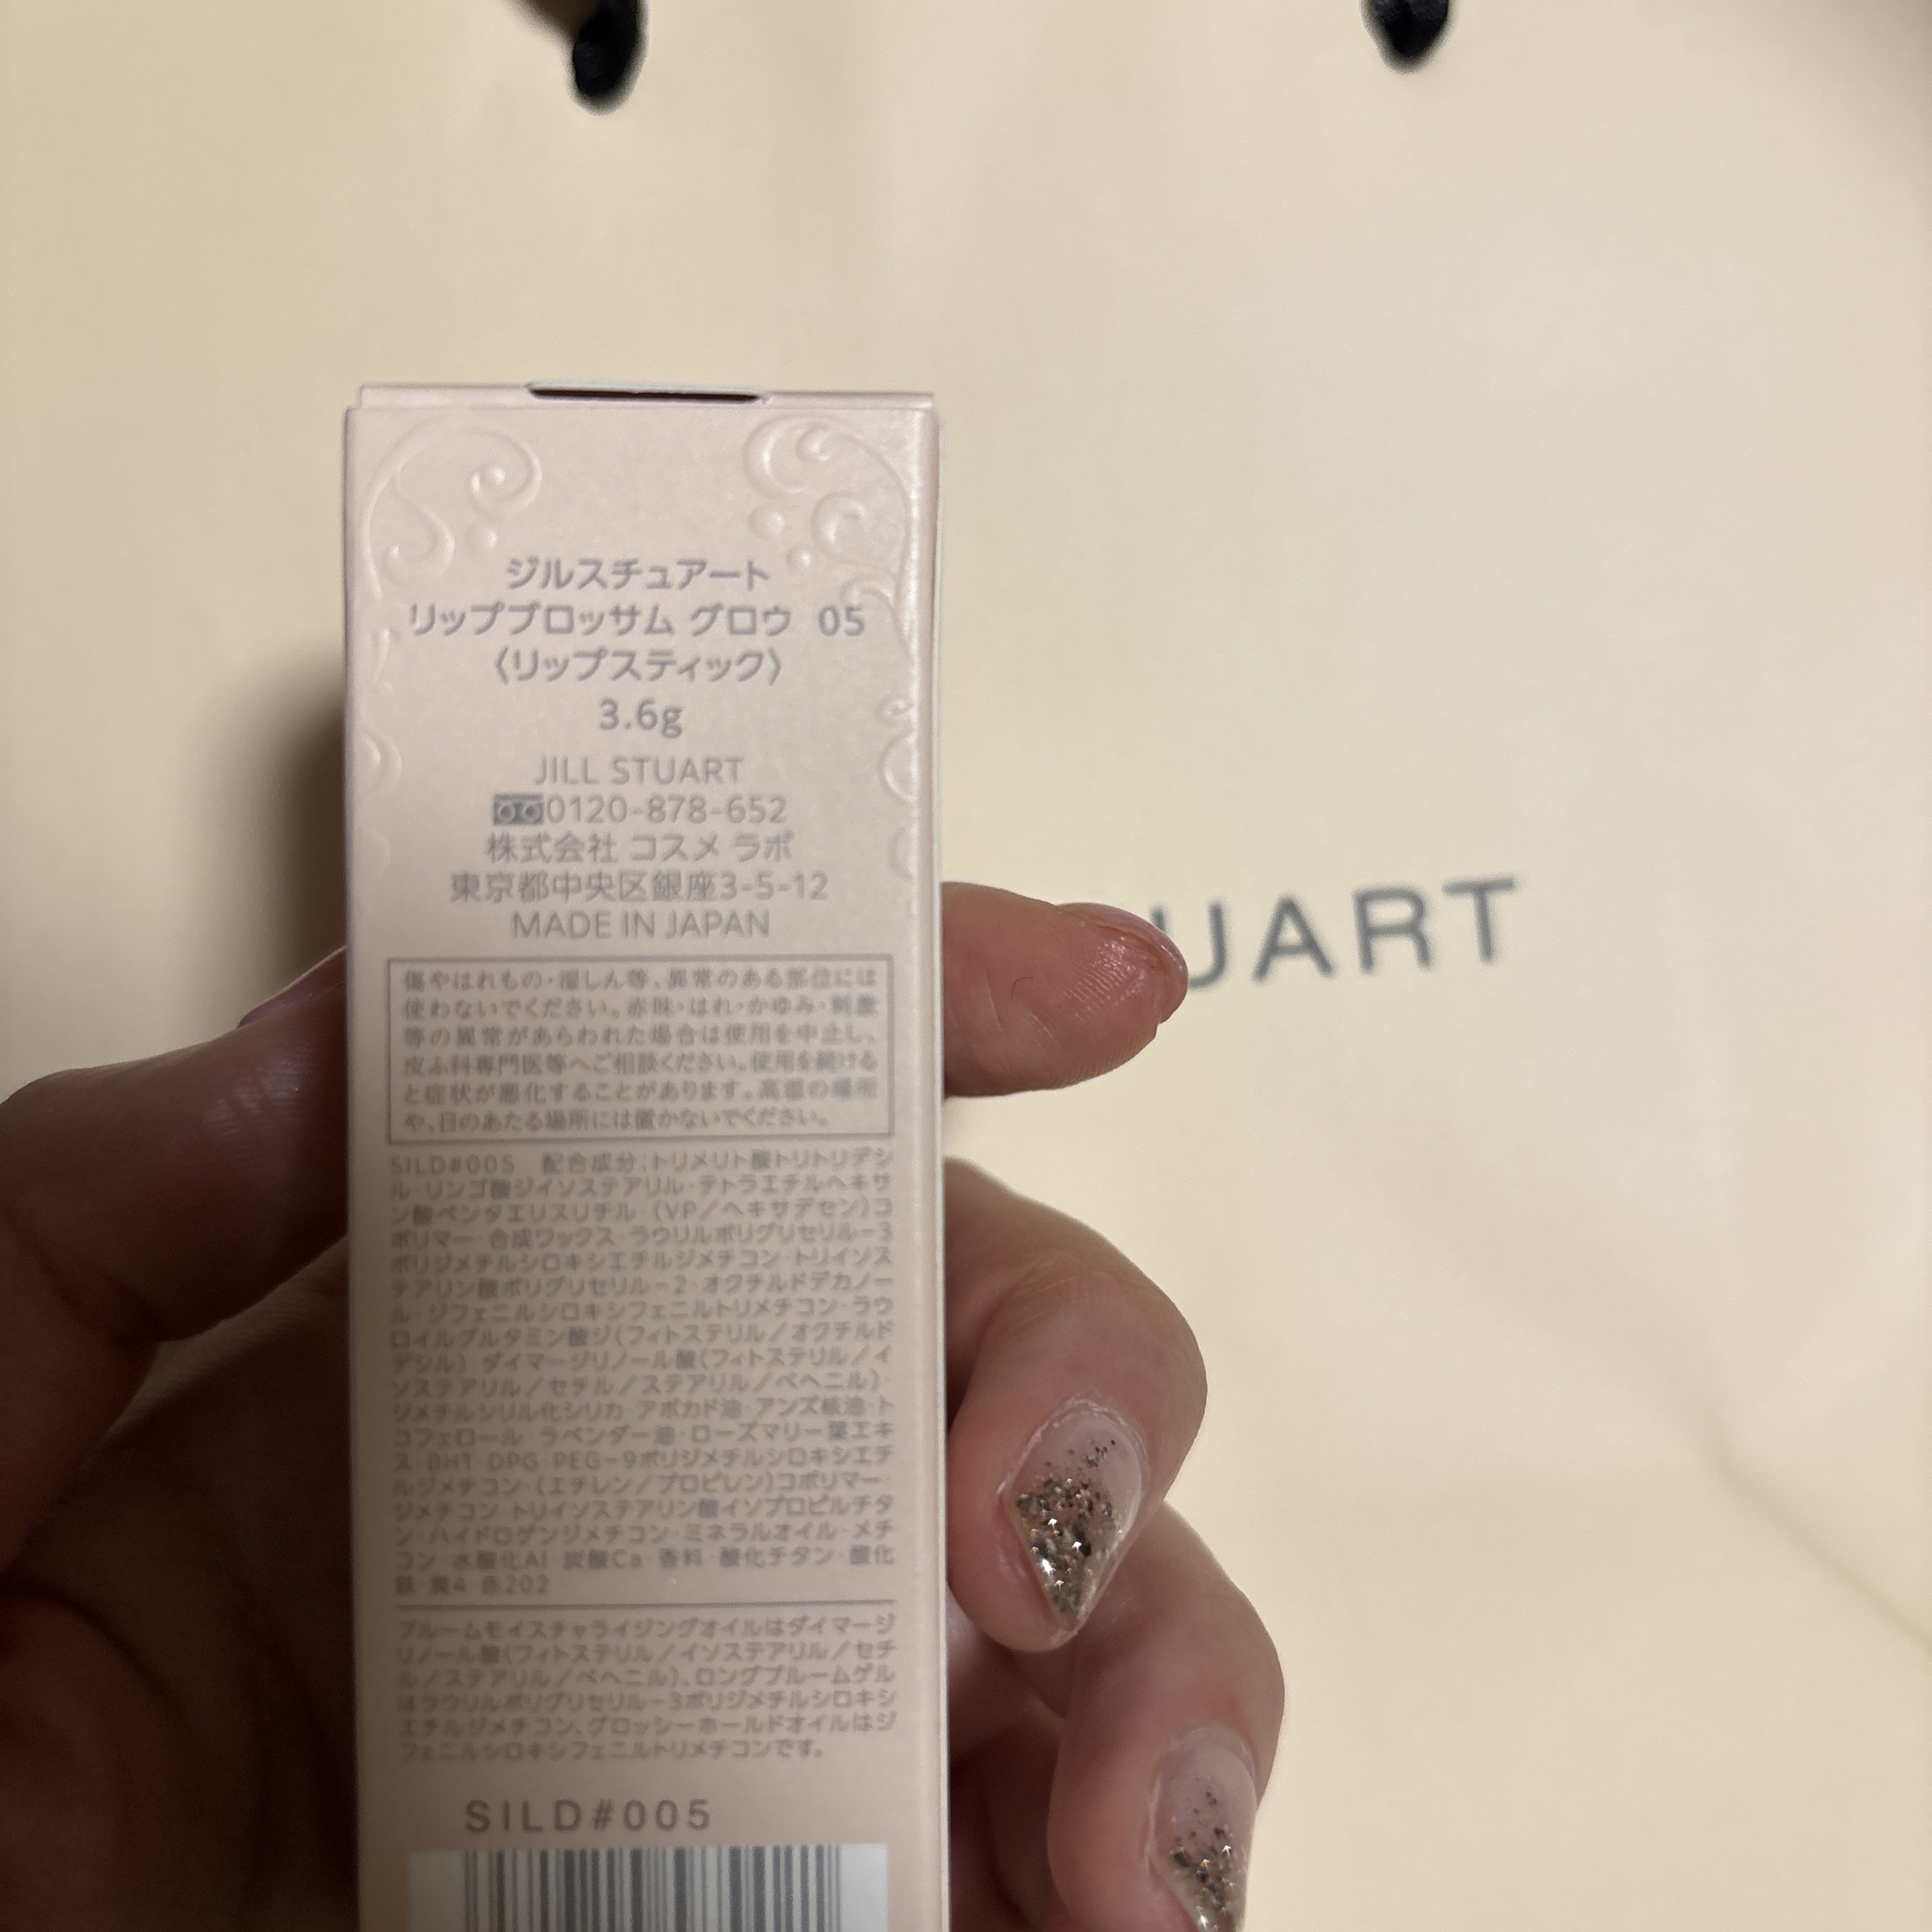 ジルスチュアート
リップブロッサム グロウ 05
〈リップスティック〉
3.6g
JILL STUART
0120-878-652
株式会社 コスメ ラボ
東京都中央区銀座3-5-12
MADE IN JAPAN
傷やはれもの・湿しん等、異常のある部位には
使わないでください。赤味・はれ・かゆみ・刺激
等の異常があらわれた場合は使用を中止し、
皮ふ科専門医等へご相談ください。使用を続ける
と症状が悪化することがあります。高温の場所
や、日のあたる場所には置かないでください。
SILD#005 配合成分:トリメリト酸トリトリデシ
ル・リンゴ酸ジイソステアリル・テトラエチルヘキサ
ン酸ペンタエリスリチル・(VP/ヘキサデセン)コ
ポリマー・合成ワックス・ラウリルポリグリセリル-3
ポリジメチルシロキシエチルジメチコン・トリイソス
テアリン酸ポリグリセリル-2・オクチルドデカノー
ル・ジフェニルシロキシフェニルトリメチコン・ラウ
ロイルグルタミン酸ジ(フィトステリル/オクチルド
デシル)・ダイマージリノール酸(フィトステリル/イ
ソステアリル/セチル/ステアリル/ベヘニル)・
ジメチルシリル化シリカ・アボカド油・アンズ核油・ト
コフェロール・ラベンダー油・ローズマリー葉エキ
ス・BHT・DPG・PEG-9ポリジメチルシロキシエチ
ルジメチコン・(エチレン/プロピレン)コポリマー・
ジメチコン・トリイソステアリン酸イソプロピルチタ
ン・ハイドロゲンジメチコン・ミネラルオイル・メチ
コン・水酸化Al・炭酸Ca・香料・酸化チタン・酸化
鉄・黄4・赤202
ブルームモイスチャライジングオイルはダイマージ
リノール酸(フィトステリル/イソステアリル/セチ
ル/ステアリル/ベヘニル)、ロングブルームゲル
はラウリルポリグリセリル-3ポリジメチルシロキシ
エチルジメチコン、グロッシーホールドオイルはジ
フェニルシロキシフェニルトリメチコンです。
SILD#005
UART